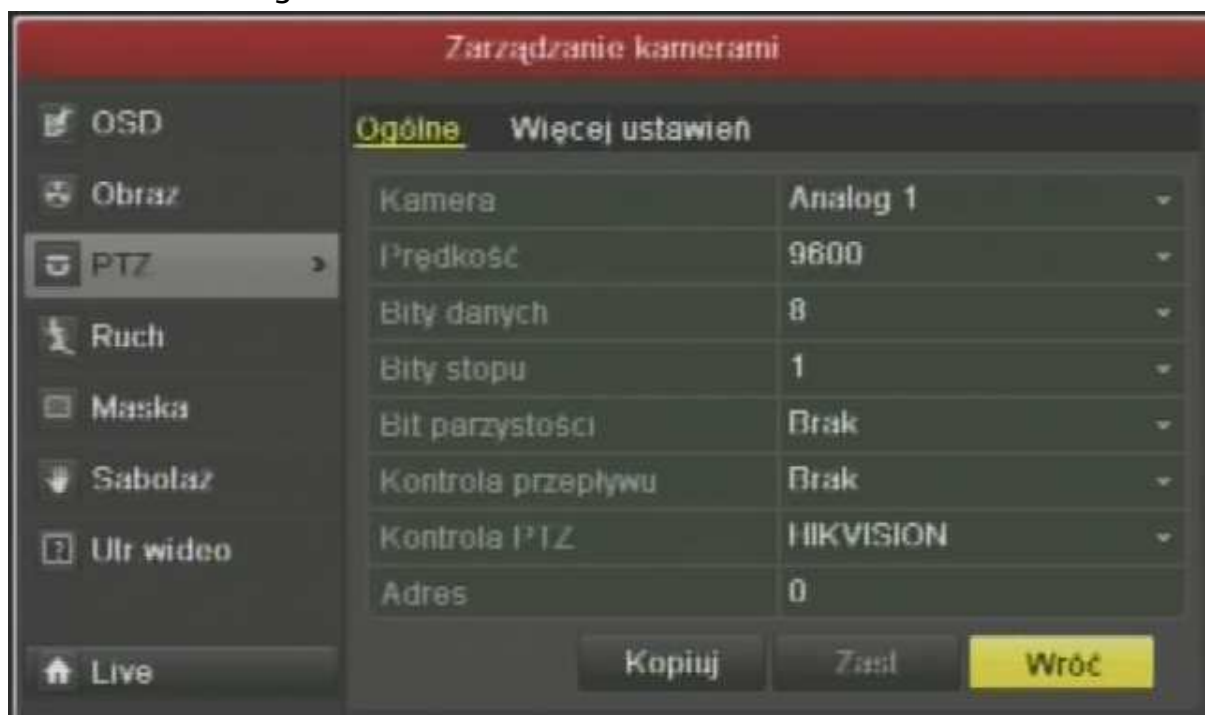 Zarządzanie kamerami
OSD
Obraz
PTZ
Ruch
Maska
Sabotaż
Utr wideo
Live
Ogólne Więcej ustawień
Kamera Analog 1
Prędkość 9600
Bity danych 8
Bity stopu 1
Bit parzystości Brak
Kontrola przepływu Brak
Kontrola PTZ HIKVISION
Adres 0
Kopiuj Zast Wróć